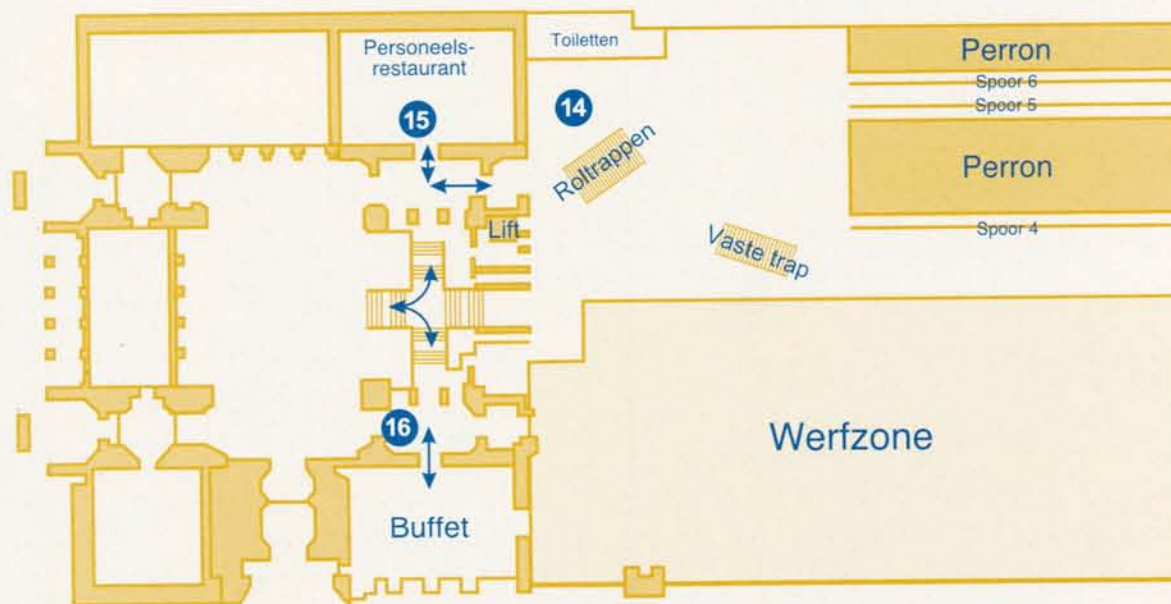 Personeels-
restaurant
15
Toiletten
14
Roltrappen
Perron
Spoor 6
Spoor 5
Perron
Spoor 4
Lift
Vaste trap
16
Buffet
Werfzone